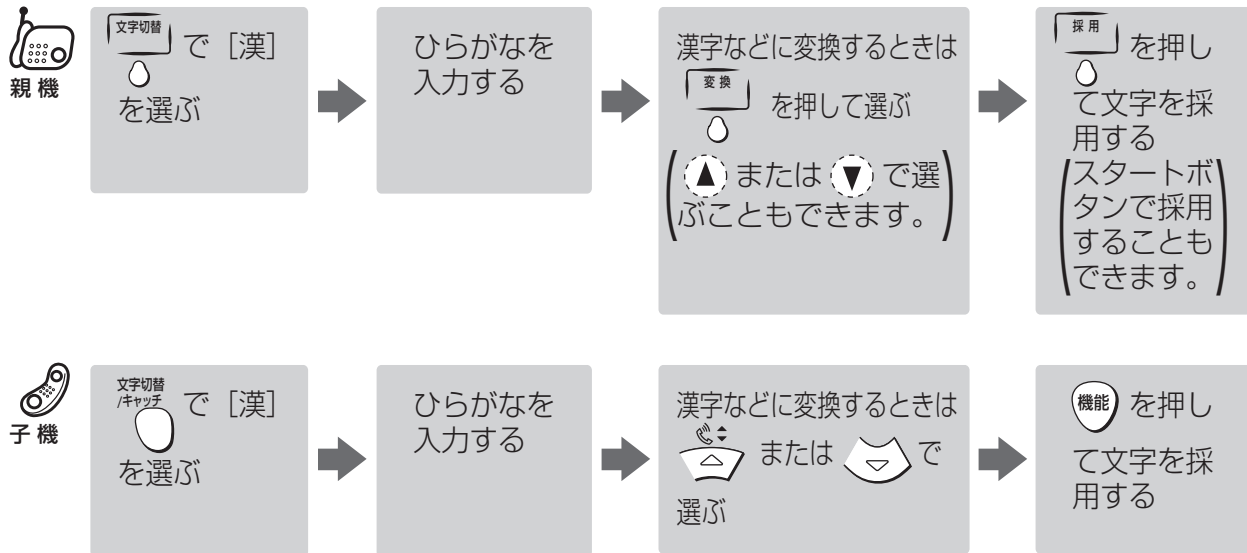 親機
文字切替 で［漢］
を選ぶ
ひらがなを
入力する
漢字などに変換するときは
変換 を押して選ぶ
(▲ または ▼ で選
ぶこともできます。)
採用 を押し
て文字を採
用する
(スタートボ
タンで採用
することも
できます。)
子機
文字切替
/キャッチ で［漢］
を選ぶ
ひらがなを
入力する
漢字などに変換するときは
または で
選ぶ
機能 を押し
て文字を採
用する